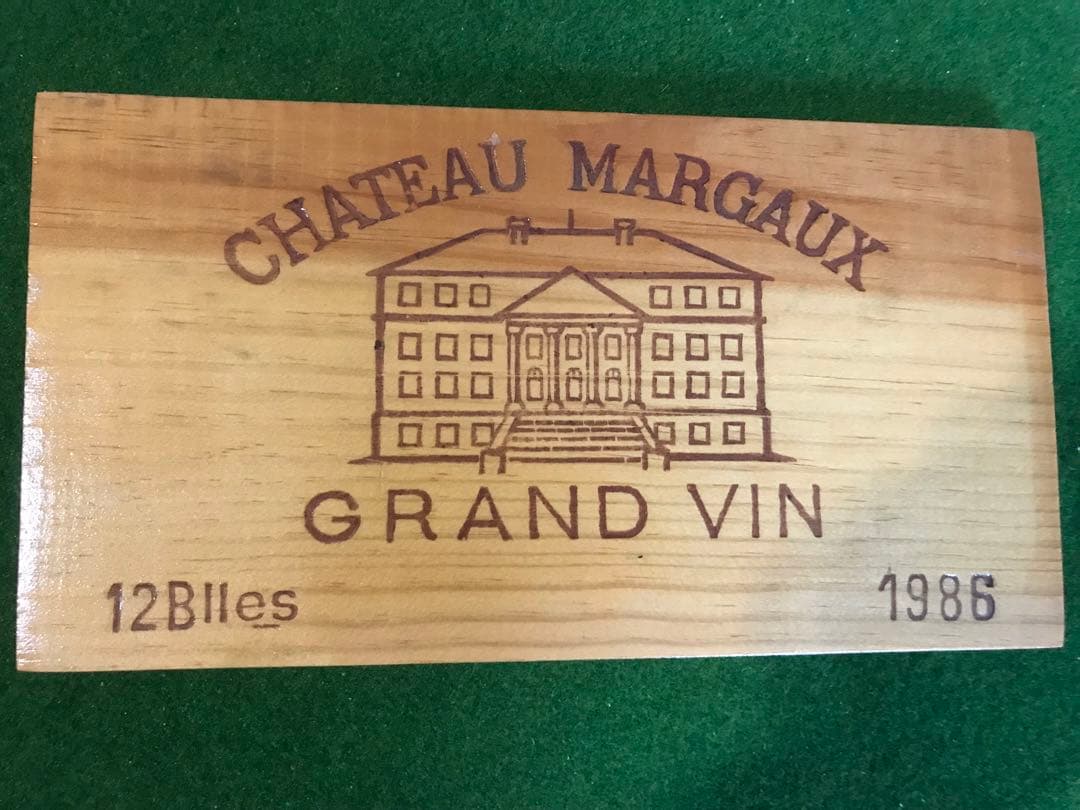 CHATEAU MARGAUX
GRAND VIN
12Blles
1986